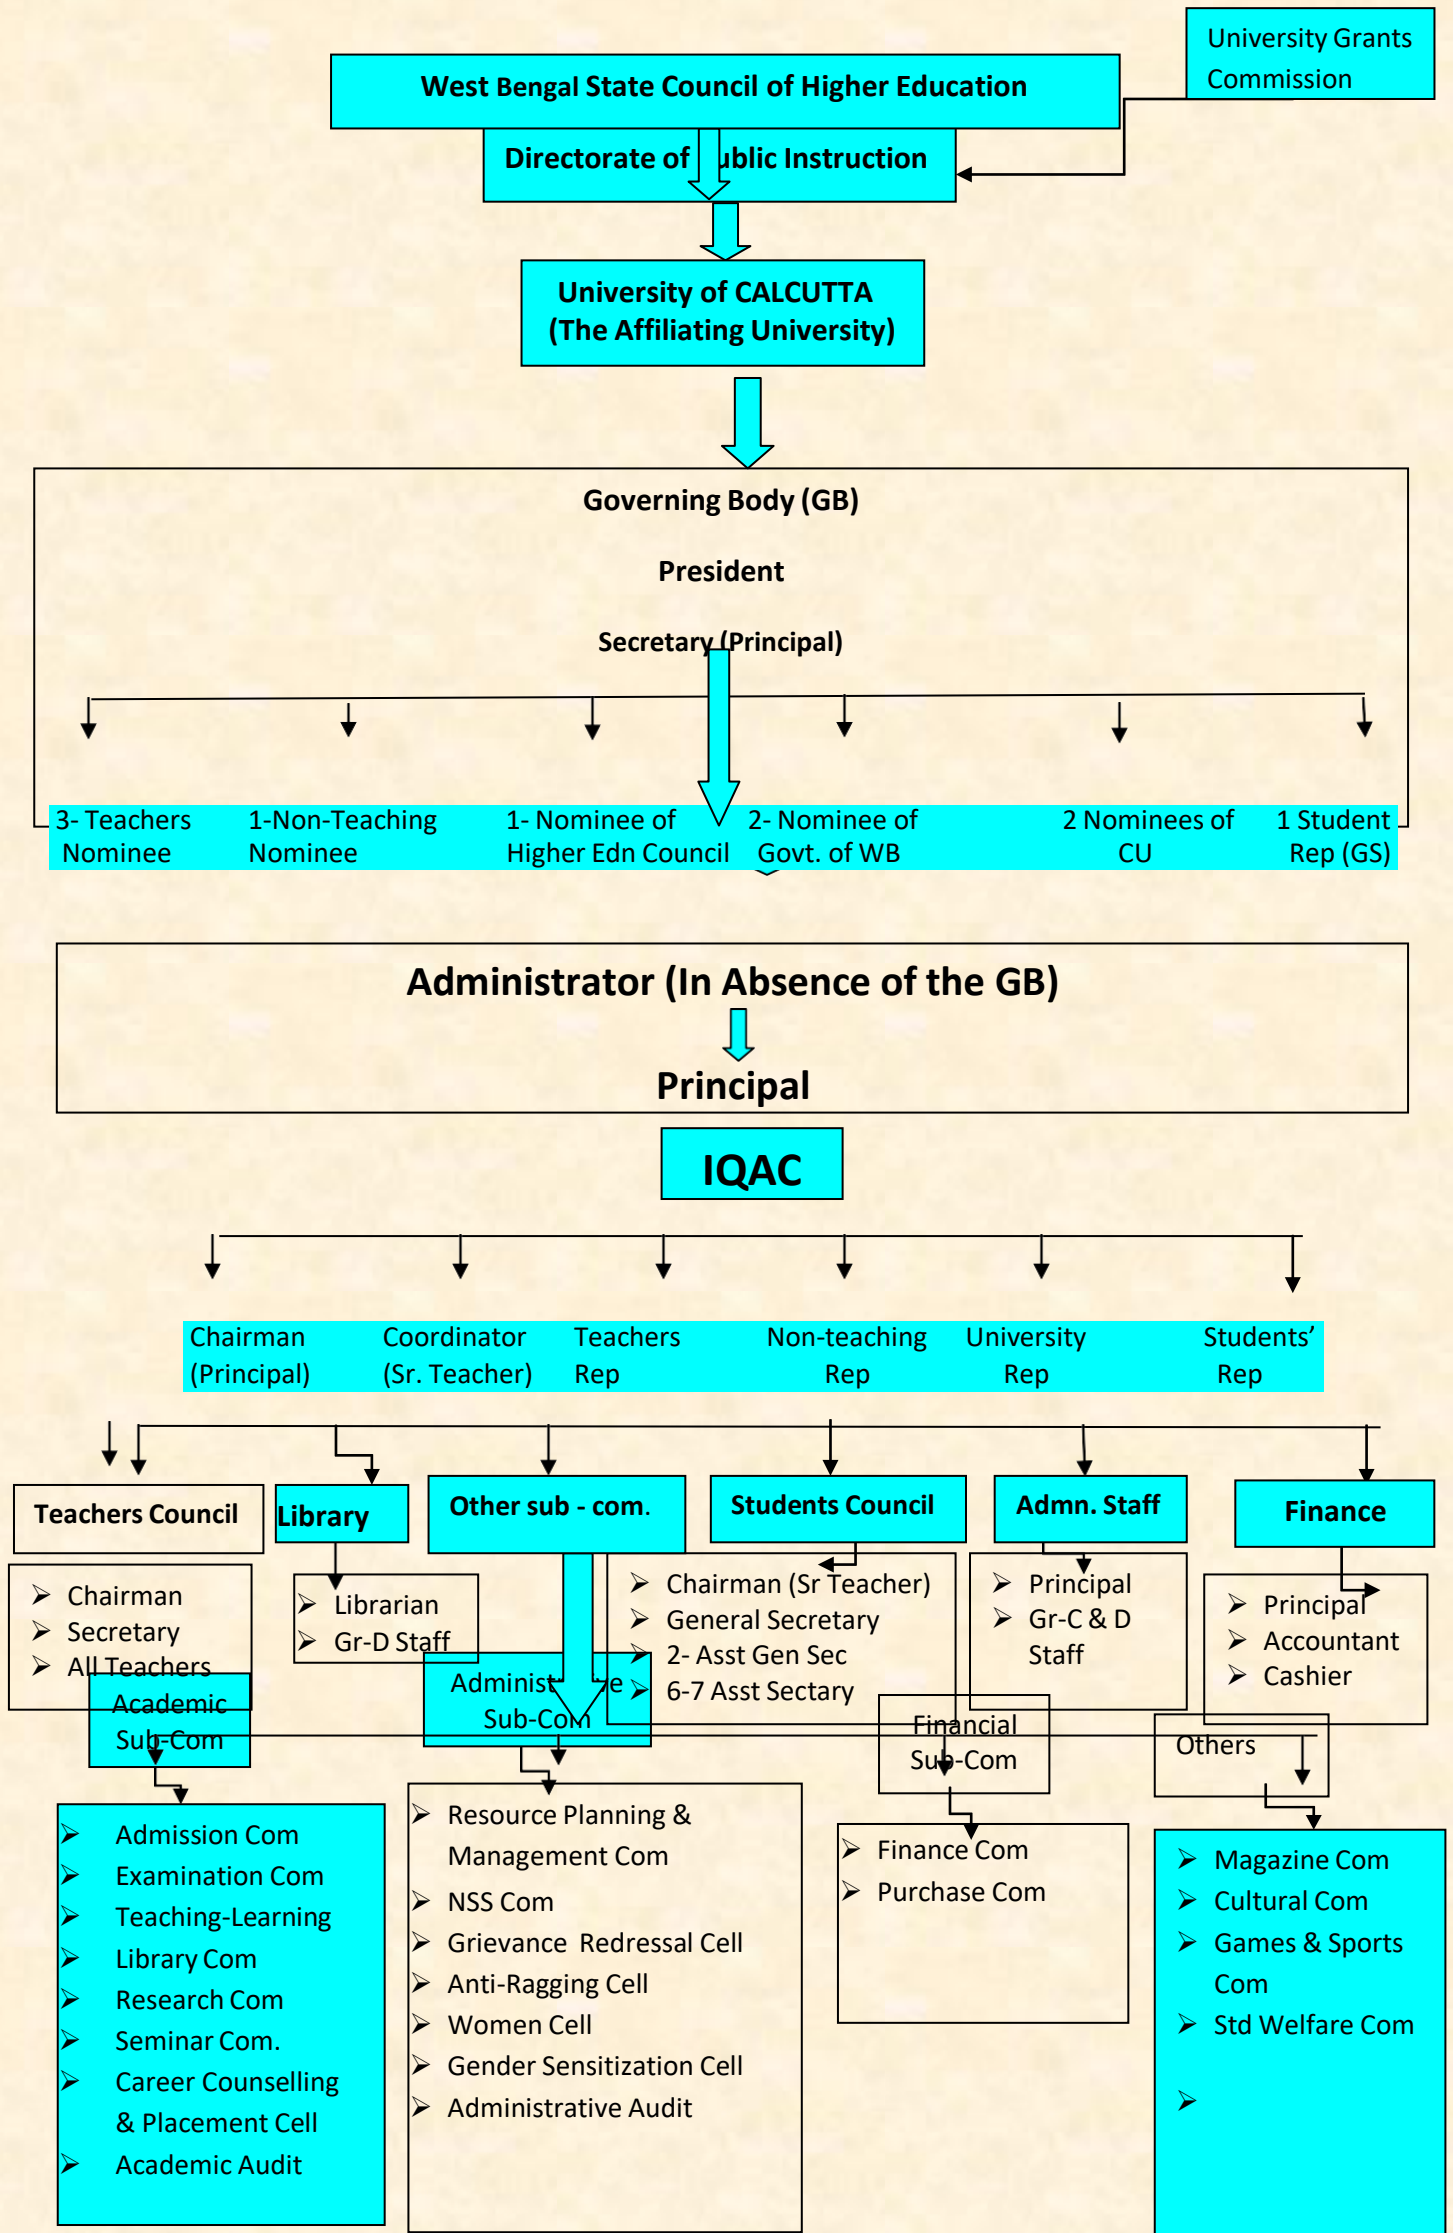 University Grants
Commission
West Bengal State Council of Higher Education
Directorate of ublic Instruction
University of CALCUTTA
(The Affiliating University)
Governing Body (GB)
President
Secretary (Principal)
3- Teachers
Nominee
1-Non-Teaching
Nominee
1- Nominee of
Higher Edn Council
2- Nominee of
Govt. of WB
2 Nominees of
CU
1 Student
Rep (GS)
Administrator (In Absence of the GB)
Principal
IQAC
Chairman
(Principal)
Coordinator
(Sr. Teacher)
Teachers
Rep
Non-teaching
Rep
University
Rep
Students’
Rep
Teachers Council
➢ Chairman
➢ Secretary
➢ All Teachers
Library
➢ Librarian
➢ Gr-D Staff
Other sub - com.
Students Council
➢ Chairman (Sr Teacher)
➢ General Secretary
➢ 2- Asst Gen Sec
➢ 6-7 Asst Sectary
Admn. Staff
➢ Principal
➢ Gr-C & D
Staff
Finance
➢ Principal
➢ Accountant
➢ Cashier
Academic
Sub-Com
➢ Admission Com
➢ Examination Com
➢ Teaching-Learning
➢ Library Com
➢ Research Com
➢ Seminar Com.
➢ Career Counselling
& Placement Cell
➢ Academic Audit
Sub-Com
➢ Resource Planning &
Management Com
➢ NSS Com
➢ Grievance Redressal Cell
➢ Anti-Ragging Cell
➢ Women Cell
➢ Gender Sensitization Cell
➢ Administrative Audit
Financial
Sub-Com
➢ Finance Com
➢ Purchase Com
Others
➢ Magazine Com
➢ Cultural Com
➢ Games & Sports
Com
➢ Std Welfare Com
➢